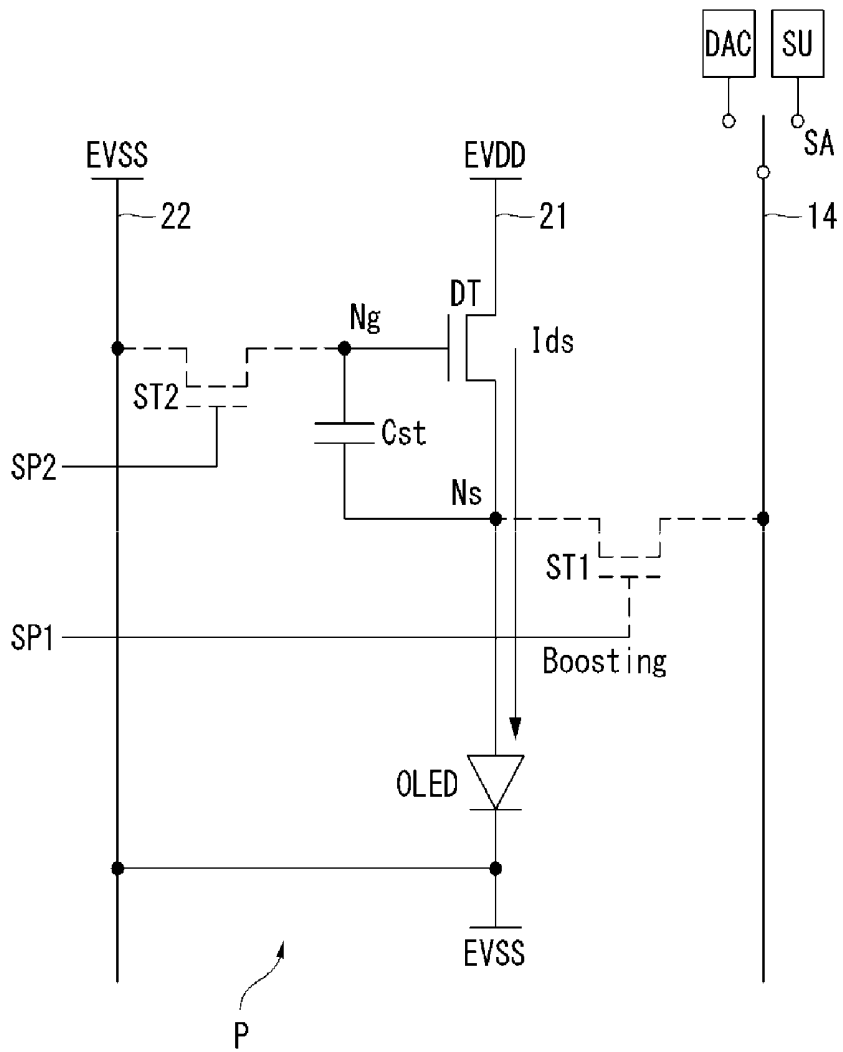 DAC SU
SA
EVSS EVDD
22 21 14
DT
Ng Ids
ST2
Cst
SP2
Ns
ST1
SP1
Boosting
OLED
EVSS
P